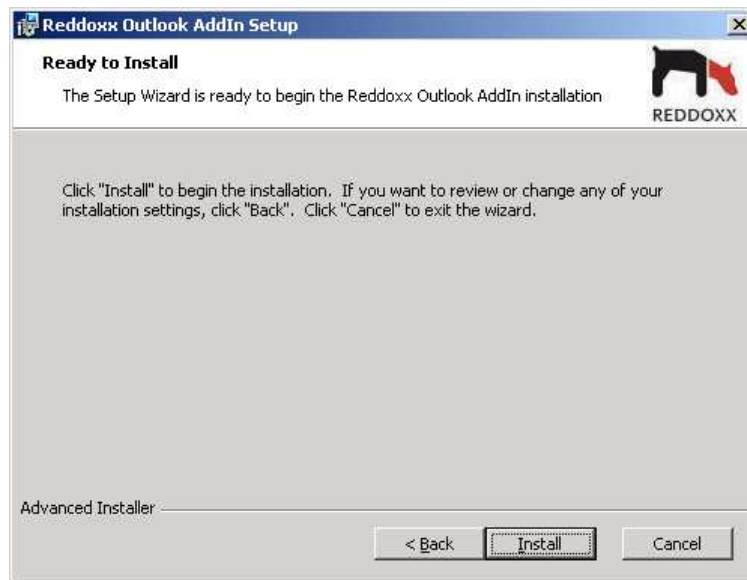 Reddoxx Outlook AddIn Setup
Ready to Install
The Setup Wizard is ready to begin the Reddoxx Outlook AddIn installation
REDDOXX
Click "Install" to begin the installation.  If you want to review or change any of your
installation settings, click "Back".  Click "Cancel" to exit the wizard.
Advanced Installer
< Back
Install
Cancel